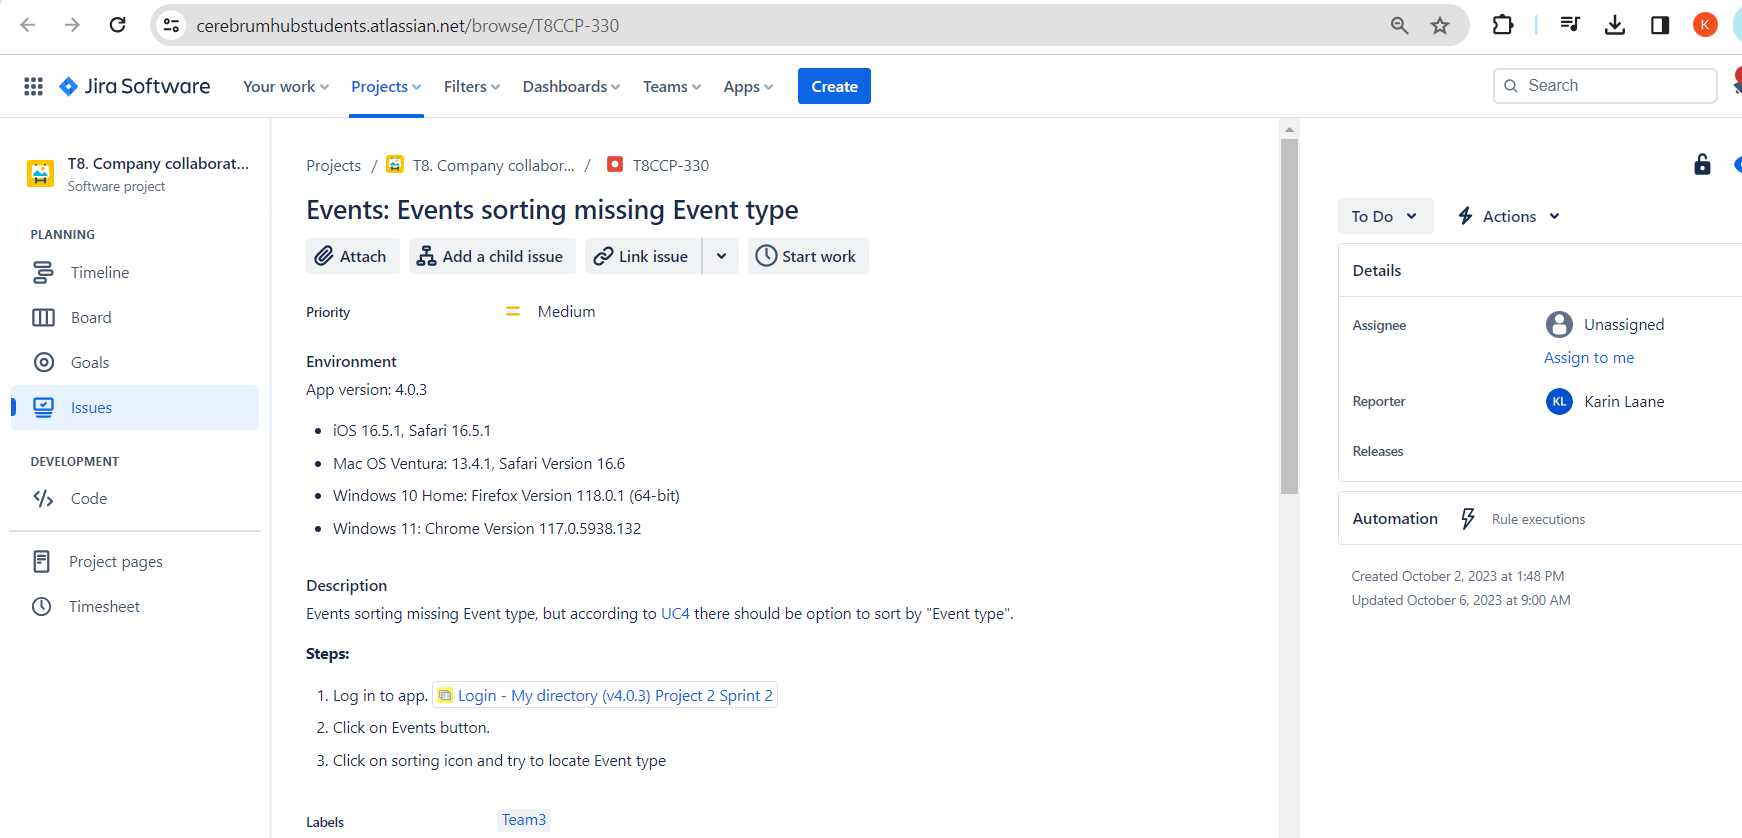 cerebrumhubstudents.atlassian.net/browse/T8CCP-330
K
Jira Software
Your work
Projects
Filters
Dashboards
Teams
Apps
Create
Search
T8. Company collaborat...
Software project
PLANNING
Timeline
Board
Goals
Issues
DEVELOPMENT
Code
Project pages
Timesheet
Projects / T8. Company collabor... / T8CCP-330
Events: Events sorting missing Event type
Attach
Add a child issue
Link issue
Start work
Priority
Medium
Environment
App version: 4.0.3
• iOS 16.5.1, Safari 16.5.1
• Mac OS Ventura: 13.4.1, Safari Version 16.6
• Windows 10 Home: Firefox Version 118.0.1 (64-bit)
• Windows 11: Chrome Version 117.0.5938.132
Description
Events sorting missing Event type, but according to UC4 there should be option to sort by "Event type".
Steps:
1. Log in to app. Login - My directory (v4.0.3) Project 2 Sprint 2
2. Click on Events button.
3. Click on sorting icon and try to locate Event type
Labels
Team3
To Do
Actions
Details
Assignee
Unassigned
Assign to me
Reporter
KL
Karin Laane
Releases
Automation
Rule executions
Created October 2, 2023 at 1:48 PM
Updated October 6, 2023 at 9:00 AM